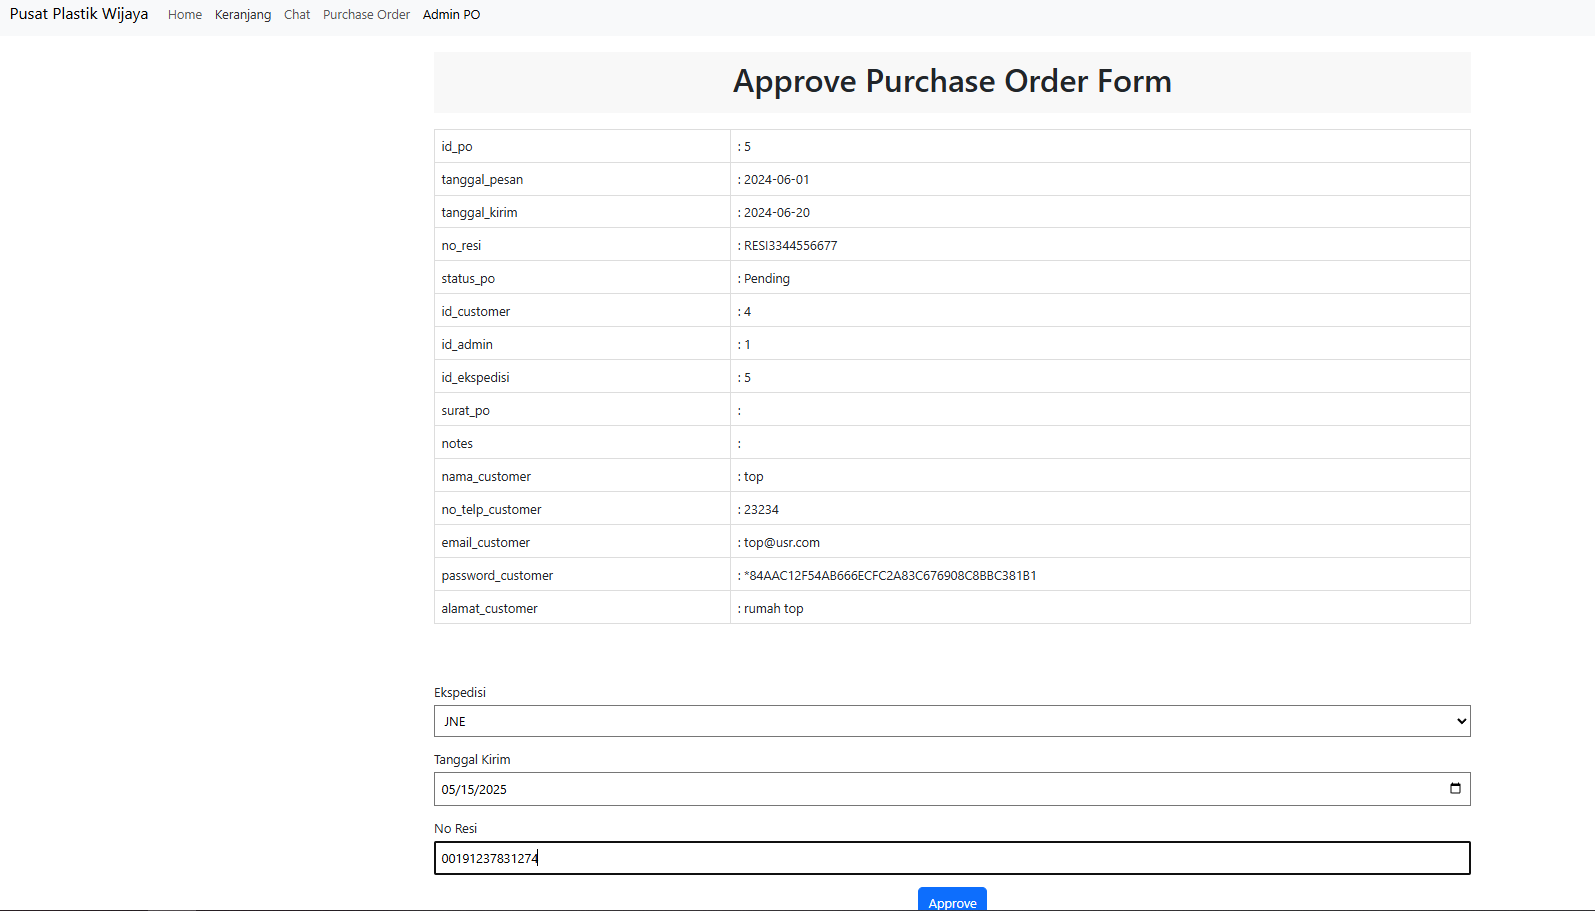 Pusat Plastik Wijaya Home Keranjang Chat Purchase Order Admin PO
Approve Purchase Order Form
id_po : 5
tanggal_pesan : 2024-06-01
tanggal_kirim : 2024-06-20
no_resi : RESI3344556677
status_po : Pending
id_customer : 4
id_admin : 1
id_ekspedisi : 5
surat_po :
notes :
nama_customer : top
no_telp_customer : 23234
email_customer : top@usr.com
password_customer : *84AAC12F54AB666ECFC2A83C676908C8BBC381B1
alamat_customer : rumah top
Ekspedisi
JNE
Tanggal Kirim
05/15/2025
No Resi
00191237831274
Approve